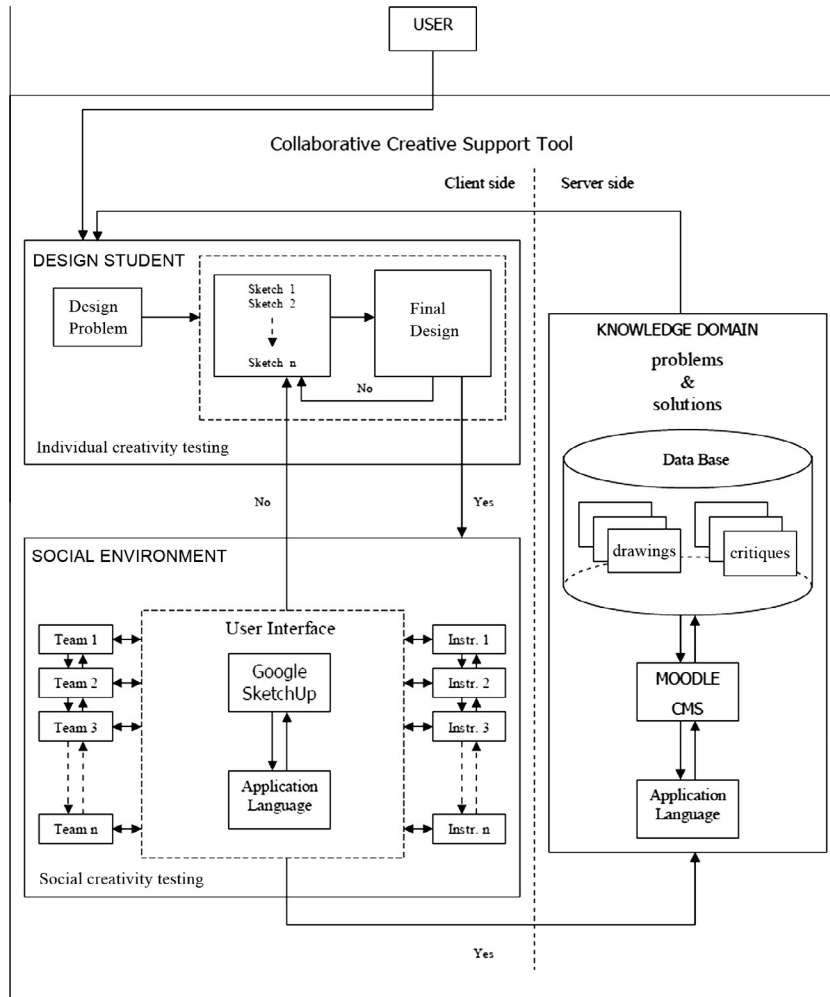 USER
Collaborative Creative Support Tool
Client side
Server side
DESIGN STUDENT
Design
Problem
Sketch 1
Sketch 2
Sketch n
Final
Design
No
Individual creativity testing
No
Yes
SOCIAL ENVIRONMENT
Team 1
Team 2
Team 3
Team n
User Interface
Google
SketchUp
Application
Language
Instr. 1
Instr. 2
Instr. 3
Instr. n
Social creativity testing
Yes
KNOWLEDGE DOMAIN
problems
&
solutions
Data Base
drawings
critiques
MOODLE
CMS
Application
Language